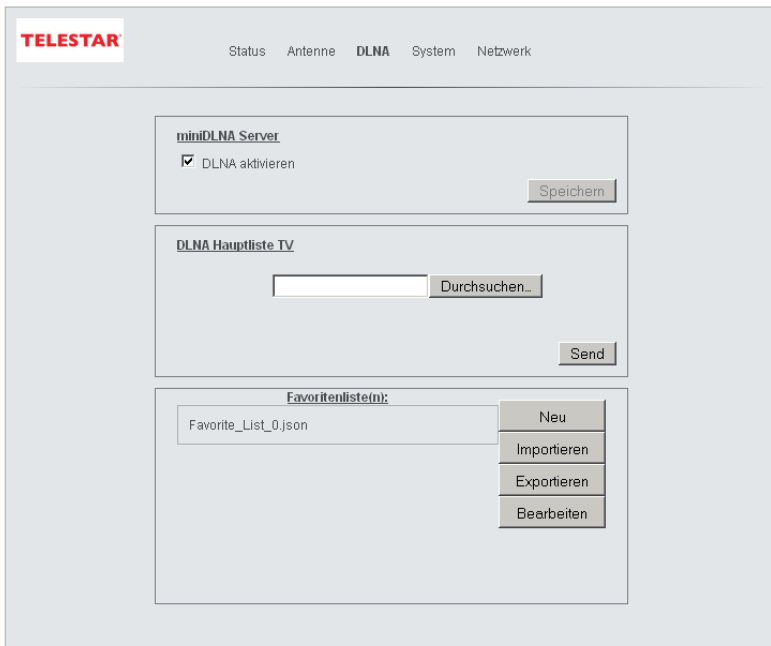 TELESTAR
Status Antenne DLNA System Netzwerk
miniDLNA Server
DLNA aktivieren
Speichern
DLNA Hauptliste TV
Durchsuchen...
Send
Favoritenliste(n):
Favorite_List_0.json
Neu
Importieren
Exportieren
Bearbeiten